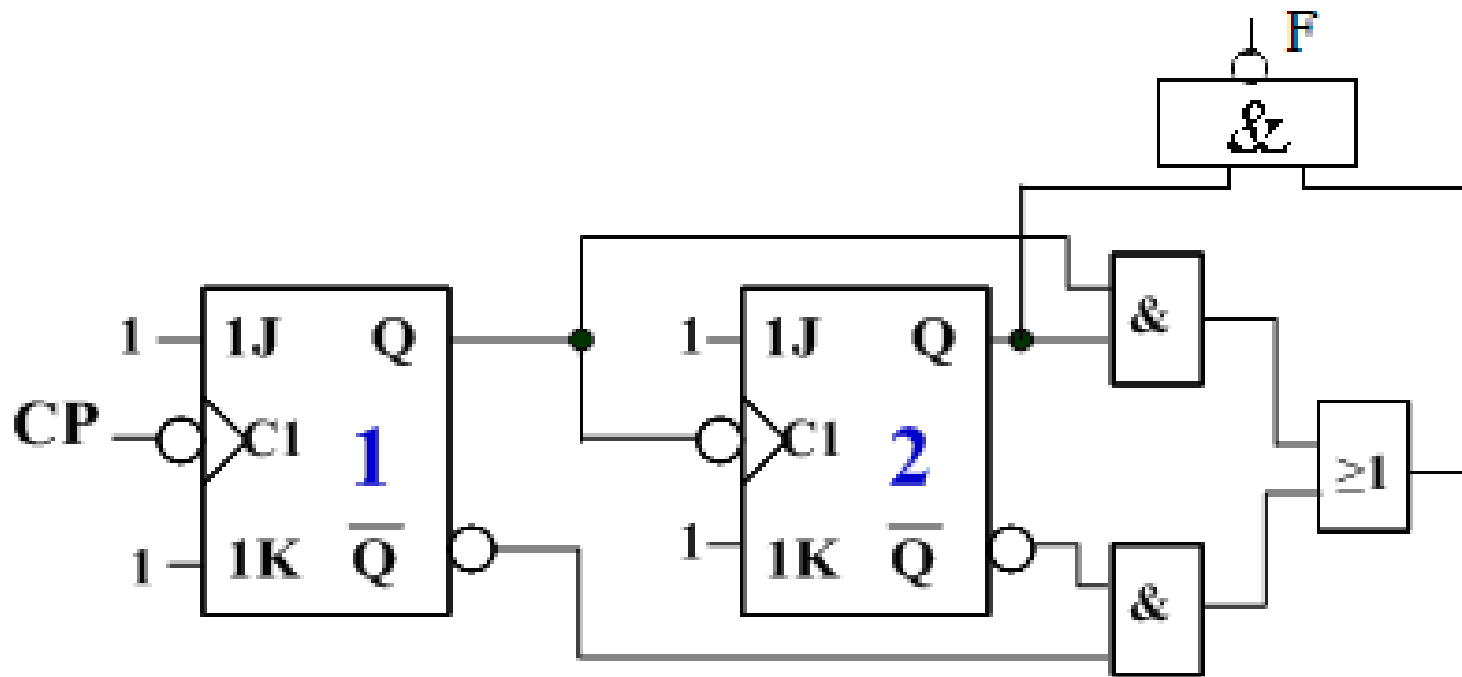 F
&
1 1J Q 1 1J Q &
CP C1 1 C1 2 ≥1
1 1K Q̅ 1 1K Q̅ &